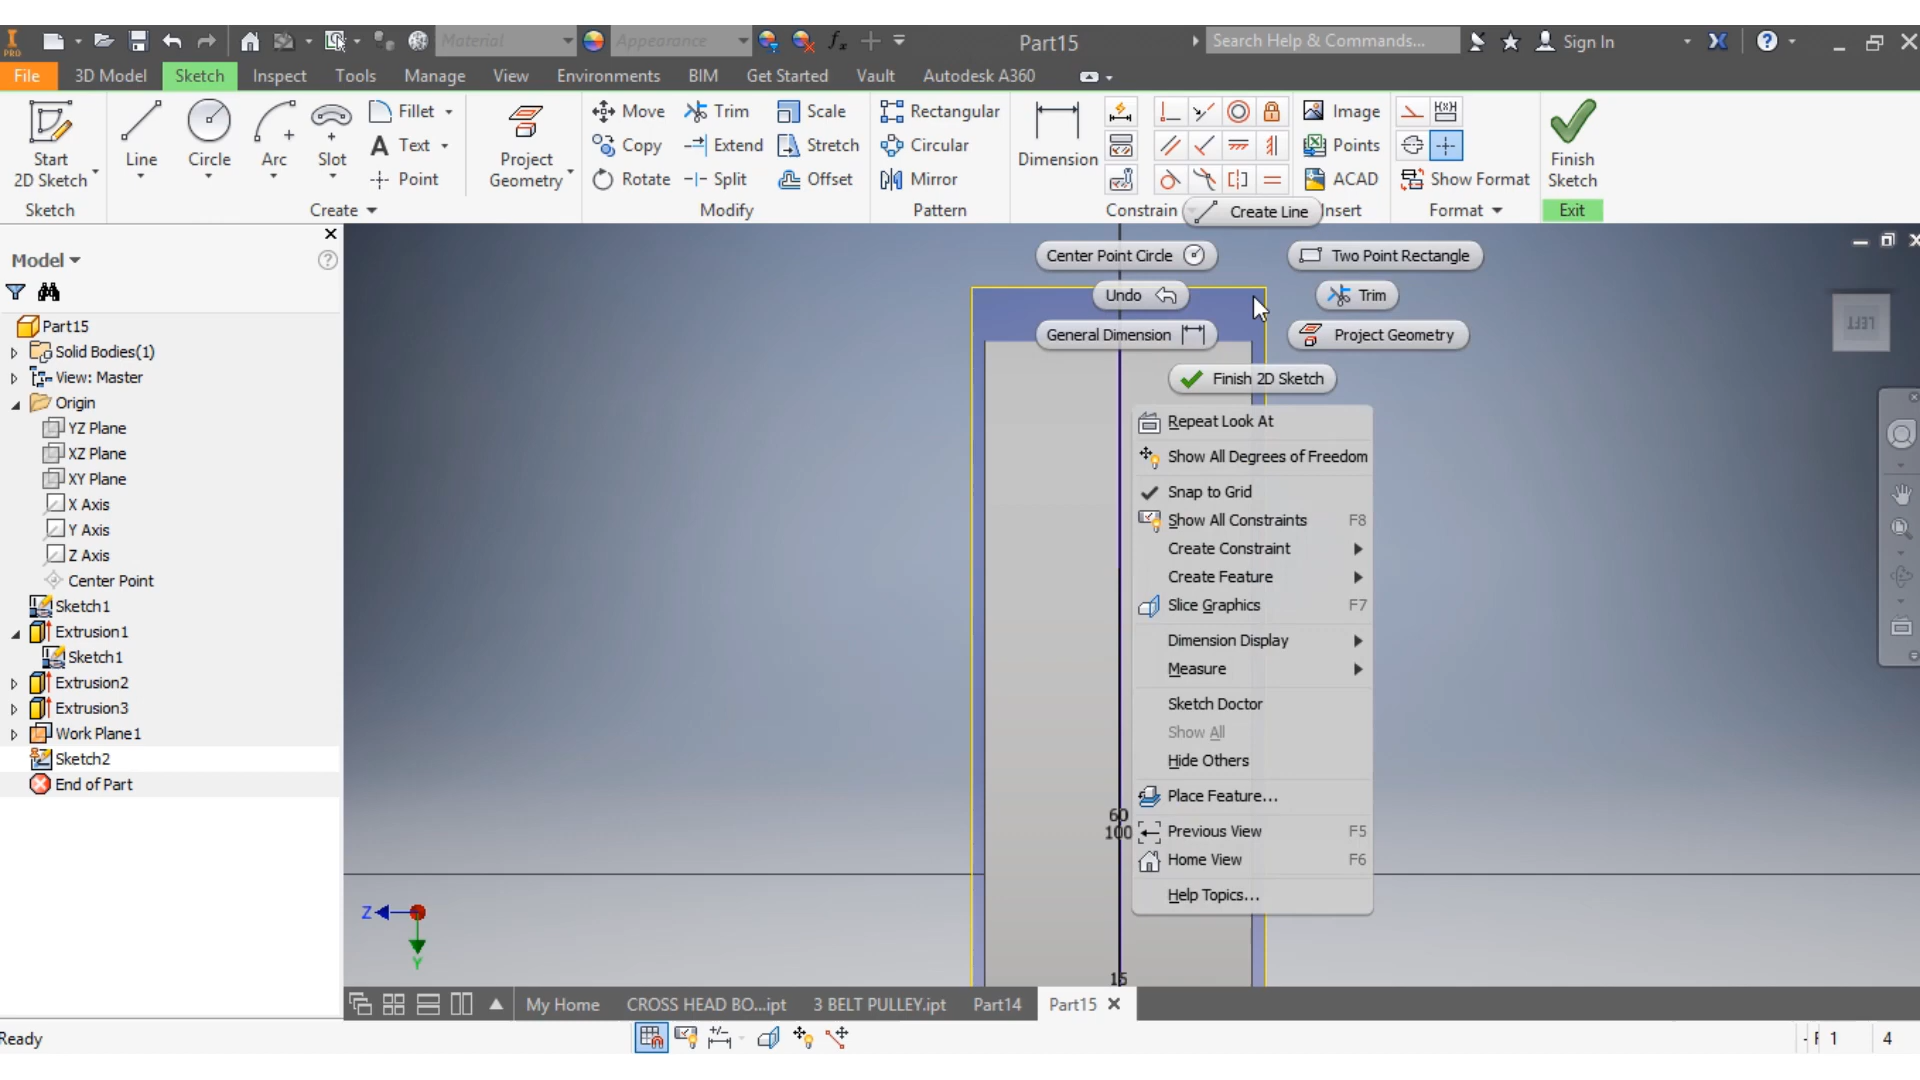 PRO
Material
Appearance
fx
Part15
Search Help & Commands...
Sign In
File
3D Model
Sketch
Inspect
Tools
Manage
View
Environments
BIM
Get Started
Vault
Autodesk A360
Start
2D Sketch
Line
Circle
Arc
Slot
Fillet
Text
Point
Project
Geometry
Move
Copy
Rotate
Trim
Extend
Split
Scale
Stretch
Offset
Rectangular
Circular
Mirror
Dimension
Image
Points
ACAD
Show Format
Finish
Sketch
Sketch
Create
Modify
Pattern
Constrain
Insert
Format
Exit
Create Line
Center Point Circle
Two Point Rectangle
Undo
Trim
General Dimension
Project Geometry
Finish 2D Sketch
Model
Part15
Solid Bodies(1)
View: Master
Origin
YZ Plane
XZ Plane
XY Plane
X Axis
Y Axis
Z Axis
Center Point
Sketch1
Extrusion1
Sketch1
Extrusion2
Extrusion3
Work Plane1
Sketch2
End of Part
LEFT
Repeat Look At
Show All Degrees of Freedom
Snap to Grid
Show All Constraints F8
Create Constraint
Create Feature
Slice Graphics F7
Dimension Display
Measure
Sketch Doctor
Show All
Hide Others
Place Feature...
Previous View F5
Home View F6
Help Topics...
60
100
15
Z
Y
My Home
CROSS HEAD BO...ipt
3 BELT PULLEY.ipt
Part14
Part15
Ready
1
4